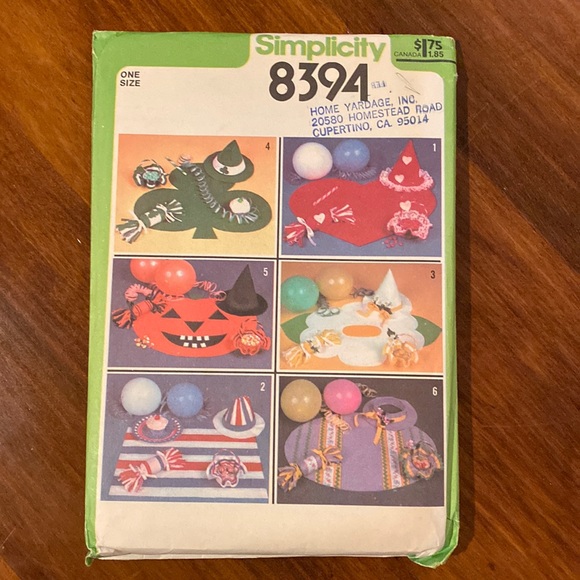 Simplicity
$1.75
CANADA 1.85
ONE
SIZE
8394
FEB
HOME YARDAGE, INC.
20580 HOMESTEAD ROAD
CUPERTINO, CA. 95014
4
1
5
3
2
6